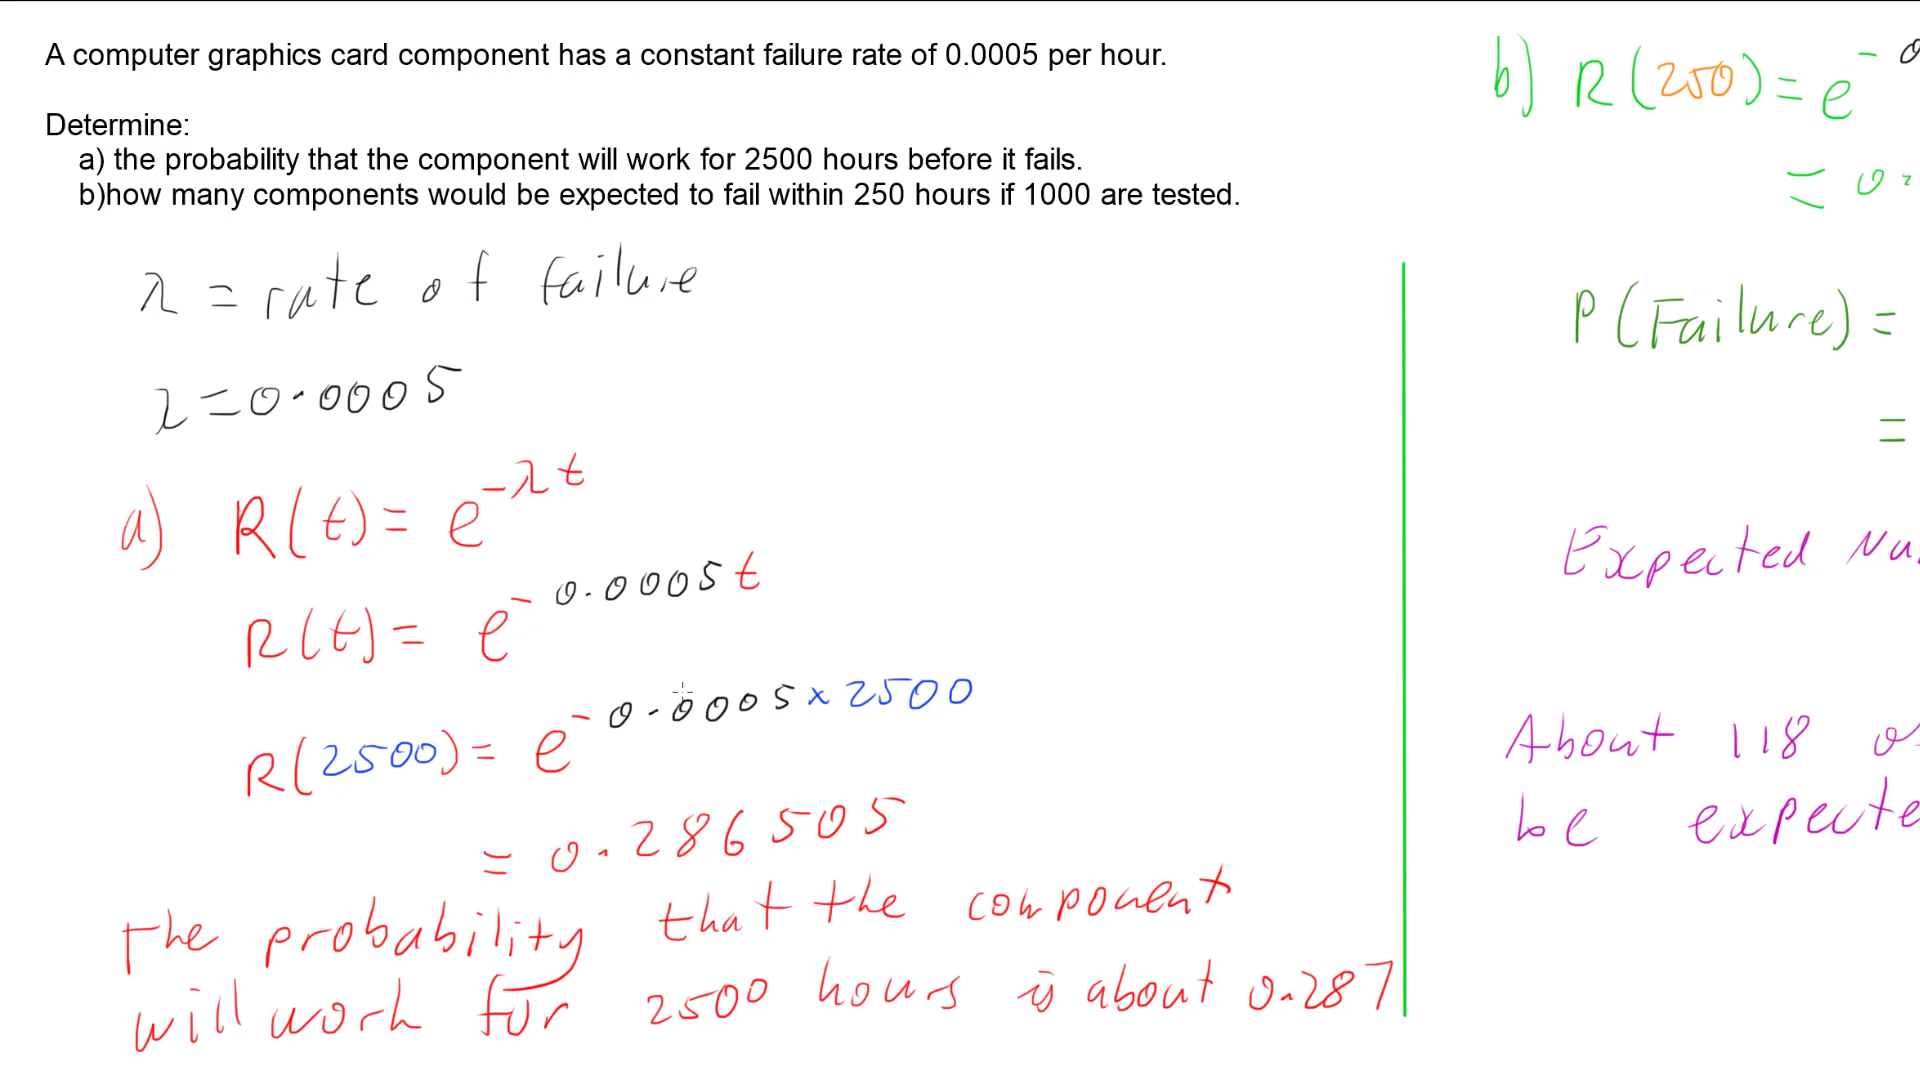 A computer graphics card component has a constant failure rate of 0.0005 per hour.
Determine:
a) the probability that the component will work for 2500 hours before it fails.
b)how many components would be expected to fail within 250 hours if 1000 are tested.
λ = rate of failure
λ = 0.0005
a) R(t) = e^-λt
R(t) = e^-0.0005t
R(2500) = e^-0.0005 x 2500
= 0.286505
The probability that the component
will work for 2500 hours is about 0.287
b) R(250) = e^-0
= 0.
P(Failure) =
=
Expected Nu
About 118 o
be expecte